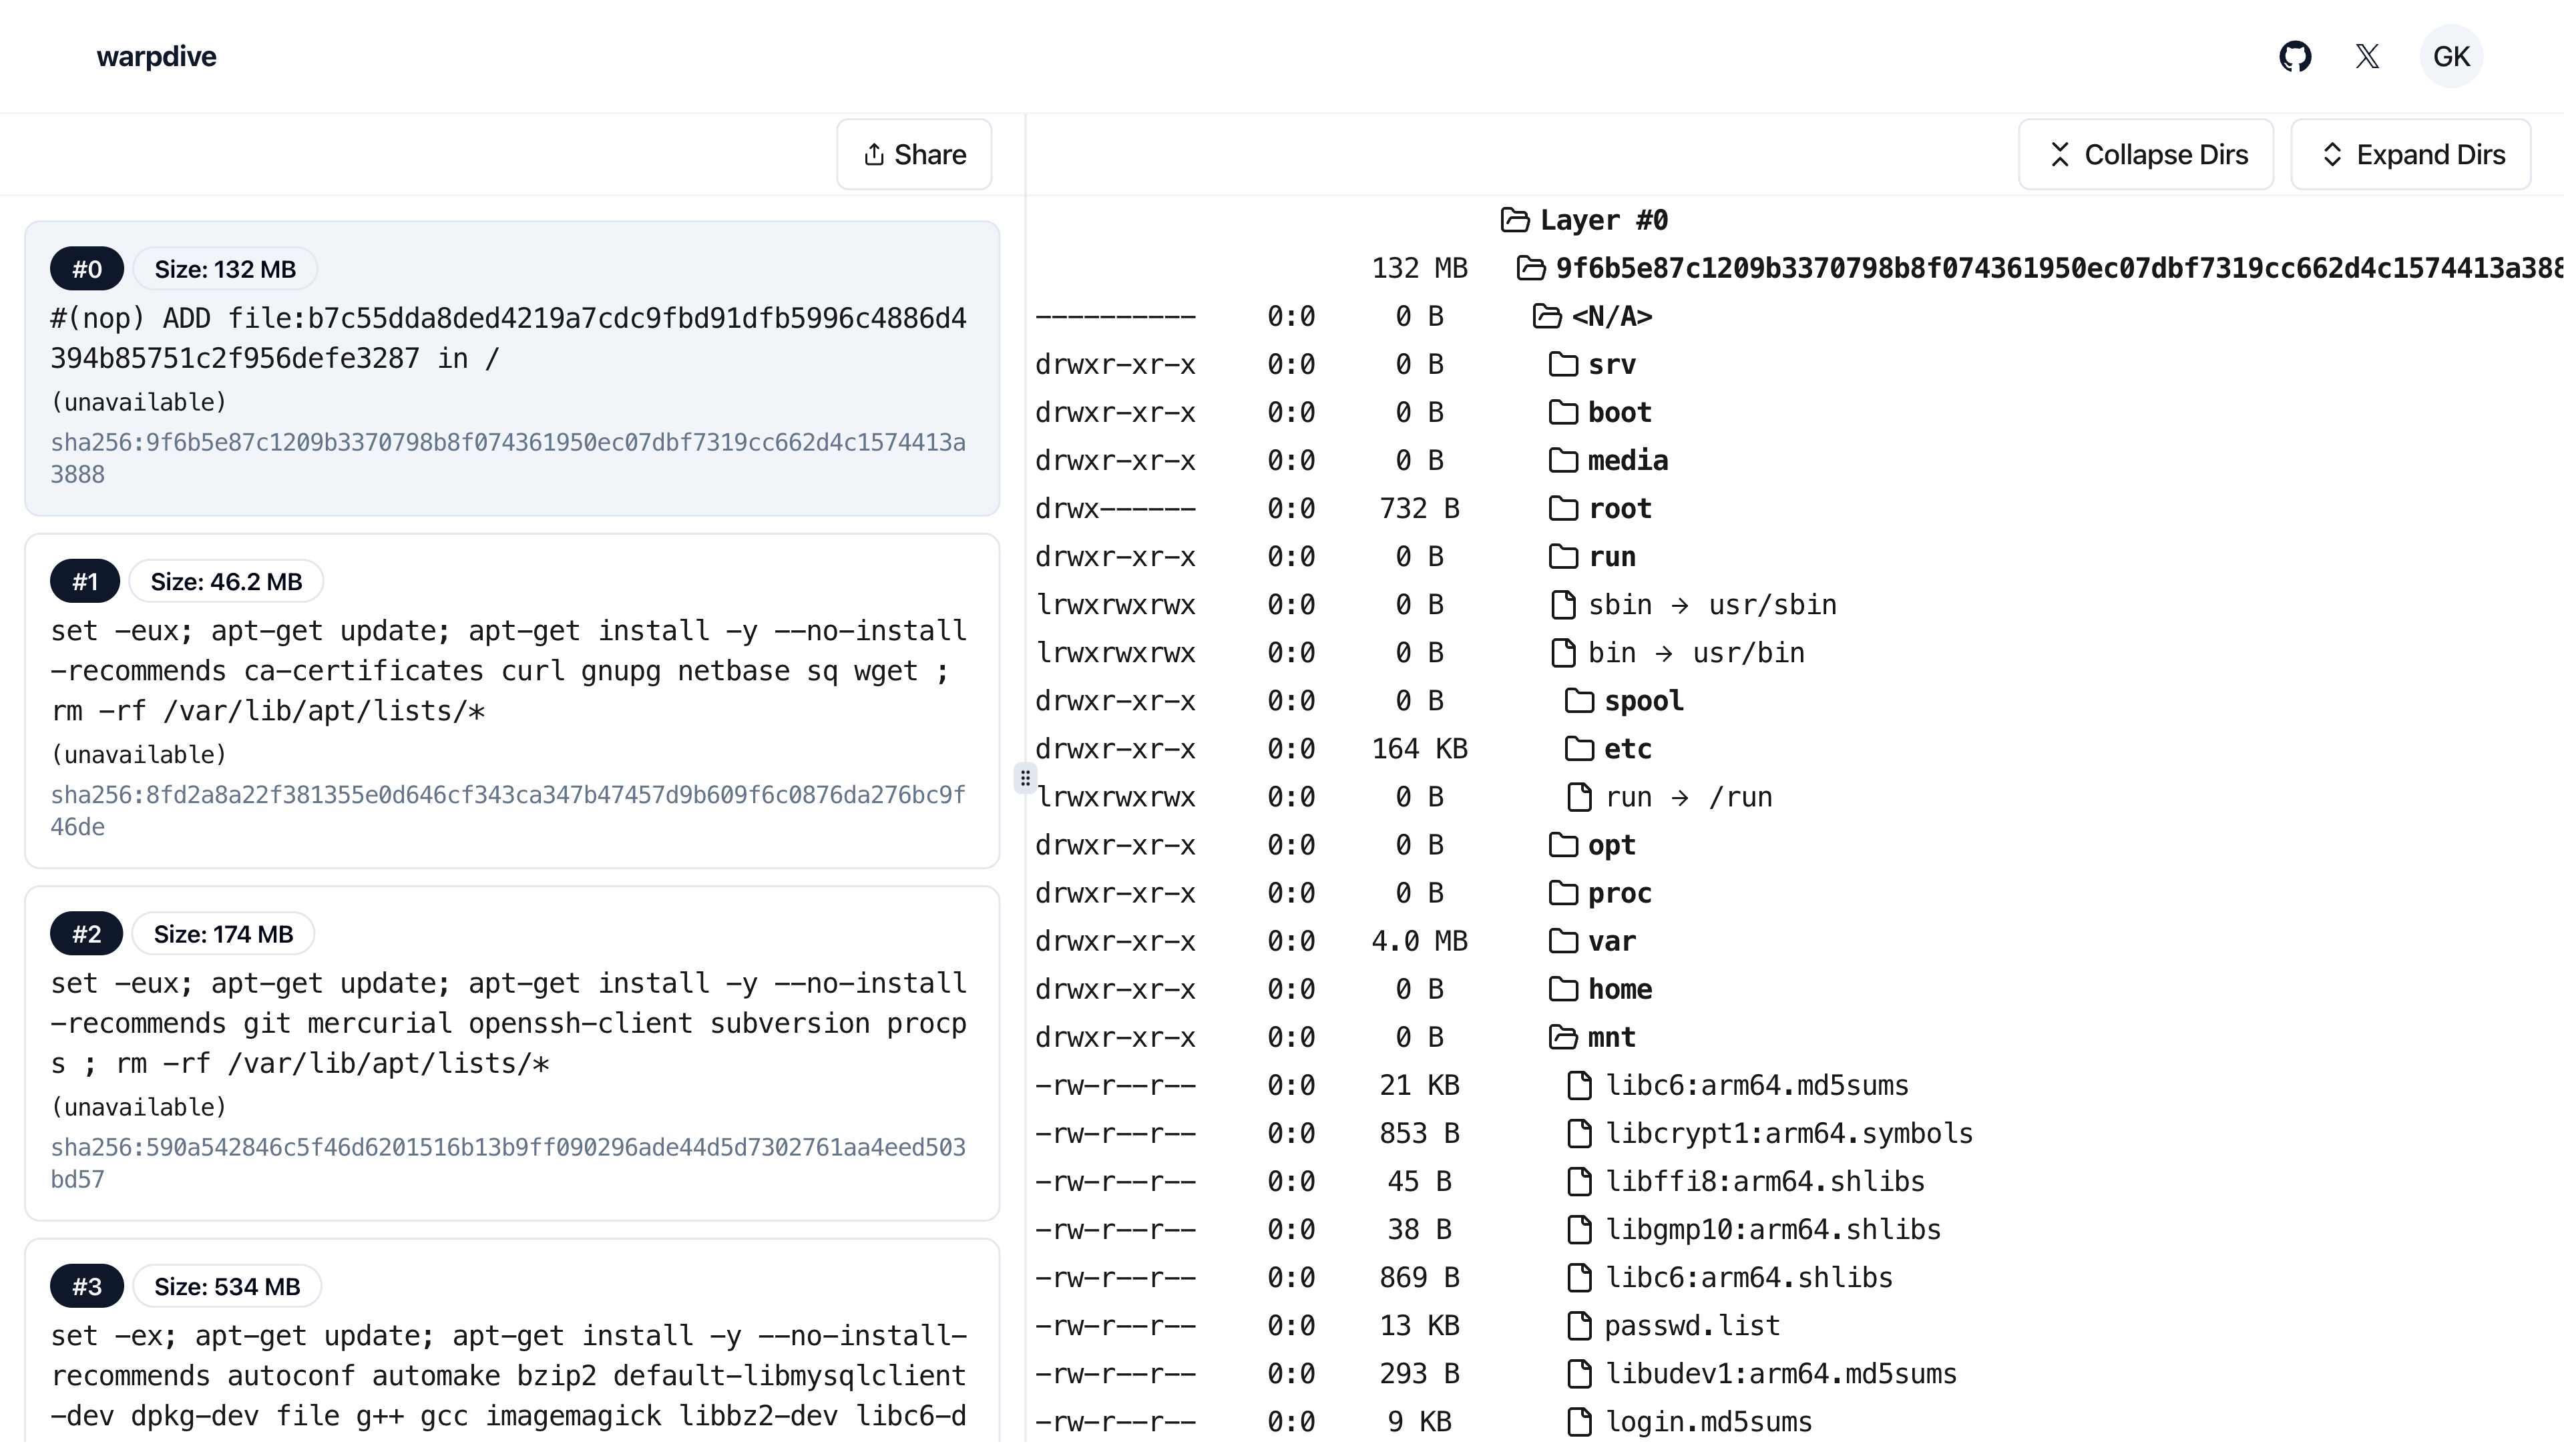 warpdive
GK
Share
Collapse Dirs
Expand Dirs
#0 Size: 132 MB
#(nop) ADD file:b7c55dda8ded4219a7cdc9fbd91dfb5996c4886d4
394b85751c2f956defe3287 in /
(unavailable)
sha256:9f6b5e87c1209b3370798b8f074361950ec07dbf7319cc662d4c1574413a
3888
#1 Size: 46.2 MB
set -eux; apt-get update; apt-get install -y --no-install
-recommends ca-certificates curl gnupg netbase sq wget ;
rm -rf /var/lib/apt/lists/*
(unavailable)
sha256:8fd2a8a22f381355e0d646cf343ca347b47457d9b609f6c0876da276bc9f
46de
#2 Size: 174 MB
set -eux; apt-get update; apt-get install -y --no-install
-recommends git mercurial openssh-client subversion procp
s ; rm -rf /var/lib/apt/lists/*
(unavailable)
sha256:590a542846c5f46d6201516b13b9ff090296ade44d5d7302761aa4eed503
bd57
#3 Size: 534 MB
set -ex; apt-get update; apt-get install -y --no-install-
recommends autoconf automake bzip2 default-libmysqlclient
-dev dpkg-dev file g++ gcc imagemagick libbz2-dev libc6-d
Layer #0
132 MB 9f6b5e87c1209b3370798b8f074361950ec07dbf7319cc662d4c1574413a388
---------- 0:0 0 B <N/A>
drwxr-xr-x 0:0 0 B srv
drwxr-xr-x 0:0 0 B boot
drwxr-xr-x 0:0 0 B media
drwx------ 0:0 732 B root
drwxr-xr-x 0:0 0 B run
lrwxrwxrwx 0:0 0 B sbin → usr/sbin
lrwxrwxrwx 0:0 0 B bin → usr/bin
drwxr-xr-x 0:0 0 B spool
drwxr-xr-x 0:0 164 KB etc
lrwxrwxrwx 0:0 0 B run → /run
drwxr-xr-x 0:0 0 B opt
drwxr-xr-x 0:0 0 B proc
drwxr-xr-x 0:0 4.0 MB var
drwxr-xr-x 0:0 0 B home
drwxr-xr-x 0:0 0 B mnt
-rw-r--r-- 0:0 21 KB libc6:arm64.md5sums
-rw-r--r-- 0:0 853 B libcrypt1:arm64.symbols
-rw-r--r-- 0:0 45 B libffi8:arm64.shlibs
-rw-r--r-- 0:0 38 B libgmp10:arm64.shlibs
-rw-r--r-- 0:0 869 B libc6:arm64.shlibs
-rw-r--r-- 0:0 13 KB passwd.list
-rw-r--r-- 0:0 293 B libudev1:arm64.md5sums
-rw-r--r-- 0:0 9 KB login.md5sums